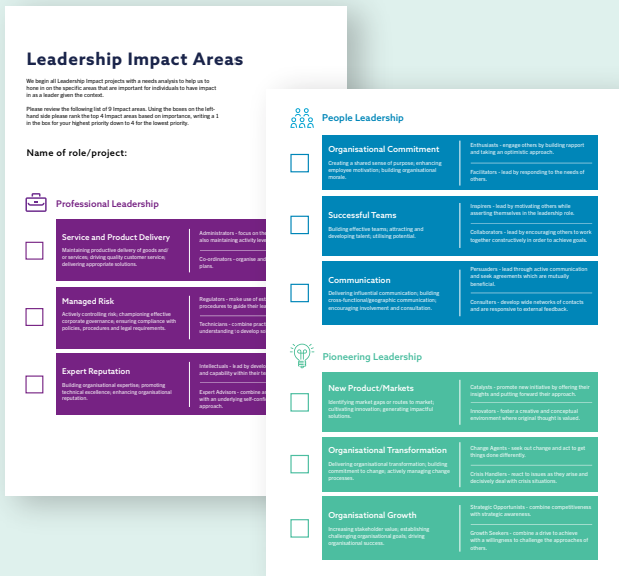 Leadership Impact Areas
We begin all Leadership Impact projects with a needs analysis to help us to
hone in on the specific areas that are important for individuals to have impact
in as a leader given the context.
Please review the following list of 9 Impact areas. Using the boxes on the left-
hand side please rank the top 4 Impact areas based on importance, writing a 1
in the box for your highest priority down to 4 for the lowest priority.
Name of role/project:
Professional Leadership
Service and Product Delivery
Maintaining productive delivery of goods and/
or services; driving quality customer service;
delivering appropriate solutions.
Administrators - focus on the
also maintaining activity
Co-ordinators - organise and
plans.
Managed Risk
Actively controlling risk; championing effective
corporate governance; ensuring compliance with
policies, procedures and legal requirements.
Regulators - make use of
procedures to guide their
Technicians - combine
understanding to develop
Expert Reputation
Building organisational expertise; promoting
technical excellence; enhancing organisational
reputation.
Intellectuals - lead by
and capability within their
Expert Advisors - combine
with an underlying
approach.
People Leadership
Organisational Commitment
Creating a shared sense of purpose; enhancing
employee motivation; building organisational
morale.
Enthusiasts - engage others by building rapport
and taking an optimistic approach.
Facilitators - lead by responding to the needs of
others.
Successful Teams
Building effective teams; attracting and
developing talent; utilising potential.
Inspirers - lead by motivating others while
asserting themselves in the leadership role.
Collaborators - lead by encouraging others to work
together constructively in order to achieve goals.
Communication
Delivering influential communication, building
cross-functional/geographic communication;
encouraging involvement and consultation.
Persuaders - lead through active communication
and seek agreements which are mutually
beneficial.
Consulters - develop wide networks of contacts
and are responsive to external feedback.
Pioneering Leadership
New Product/Markets
Identifying market gaps or routes to market;
cultivating innovation; generating impactful
solutions.
Catalysts - promote new initiative by offering their
insights and putting forward their approach.
Innovators - foster a creative and conceptual
environment where original thought is valued.
Organisational Transformation
Delivering organisational transformation; building
commitment to change; actively managing change
processes.
Change Agents - seek out change and act to get
things done differently.
Crisis Handlers - react to issues as they arise and
decisively deal with crisis situations.
Organisational Growth
Increasing stakeholder value; establishing
challenging organisational goals; driving
organisational success.
Strategic Opportunists - combine competitiveness
with strategic awareness.
Growth Seekers - combine a drive to achieve
with a willingness to challenge the approaches of
others.